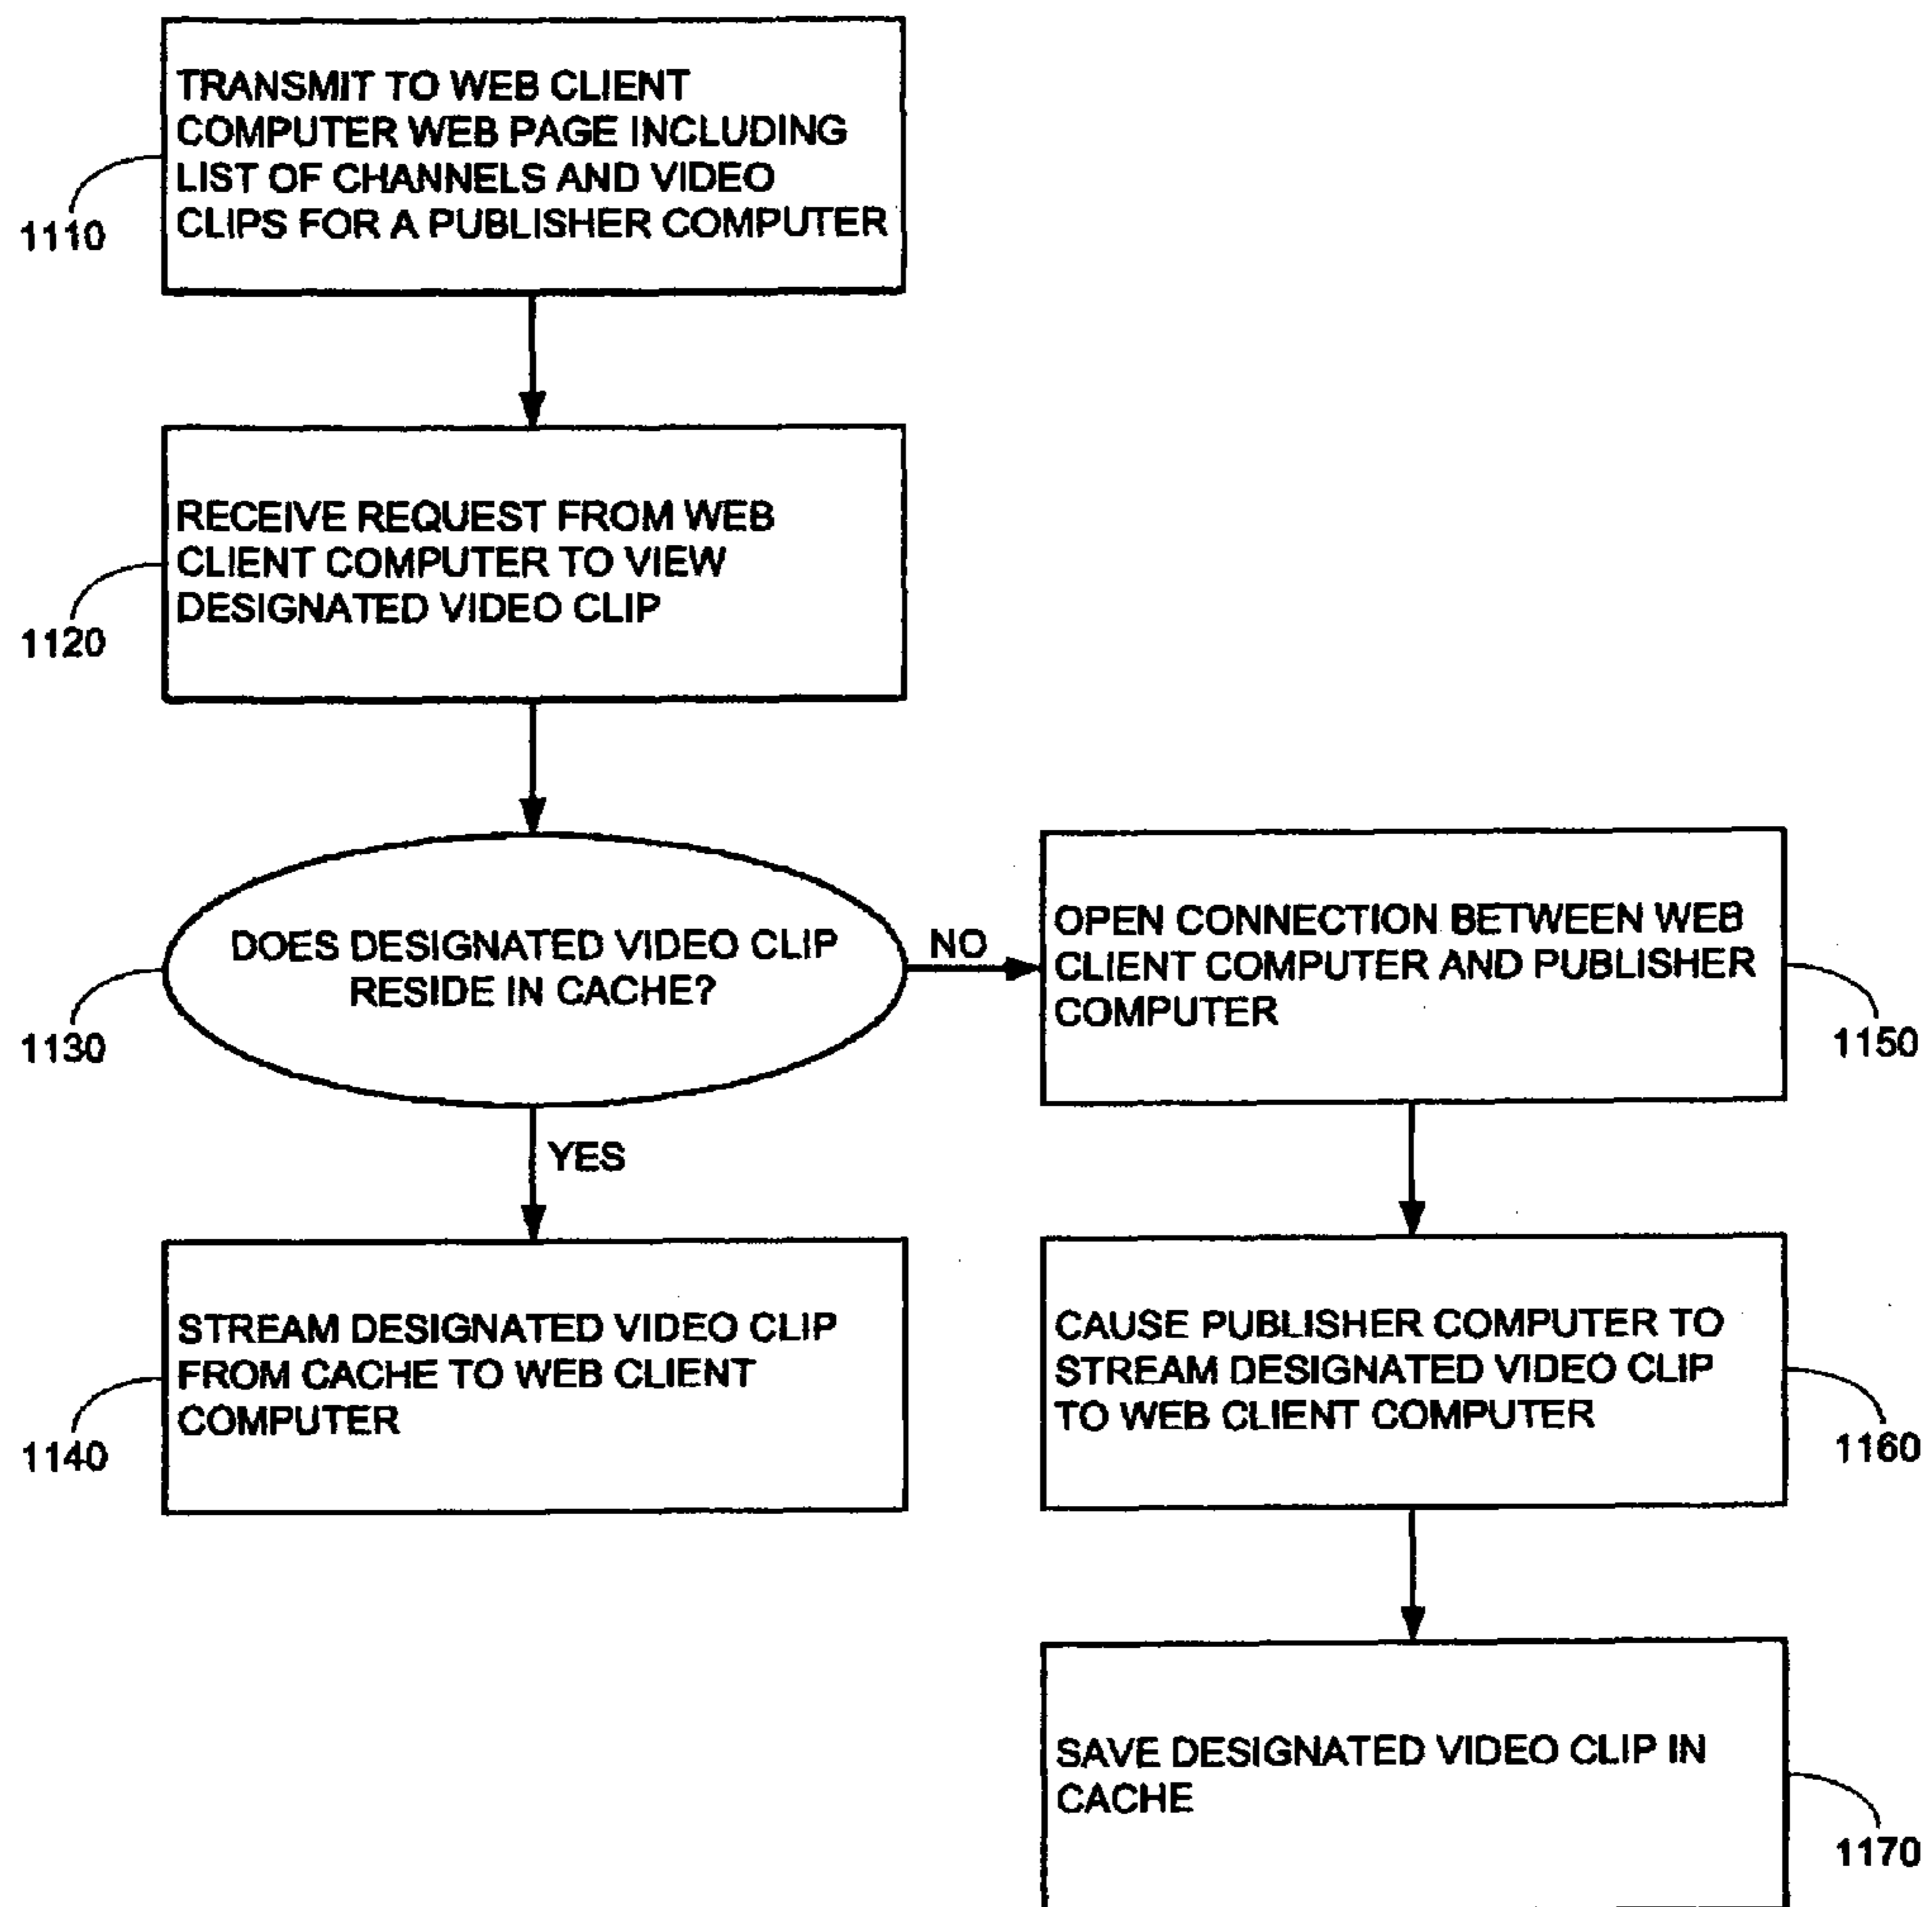 TRANSMIT TO WEB CLIENT
COMPUTER WEB PAGE INCLUDING
LIST OF CHANNELS AND VIDEO
CLIPS FOR A PUBLISHER COMPUTER
1110
RECEIVE REQUEST FROM WEB
CLIENT COMPUTER TO VIEW
DESIGNATED VIDEO CLIP
1120
DOES DESIGNATED VIDEO CLIP
RESIDE IN CACHE?
1130
NO
OPEN CONNECTION BETWEEN WEB
CLIENT COMPUTER AND PUBLISHER
COMPUTER
1150
YES
STREAM DESIGNATED VIDEO CLIP
FROM CACHE TO WEB CLIENT
COMPUTER
1140
CAUSE PUBLISHER COMPUTER TO
STREAM DESIGNATED VIDEO CLIP
TO WEB CLIENT COMPUTER
1160
SAVE DESIGNATED VIDEO CLIP IN
CACHE
1170